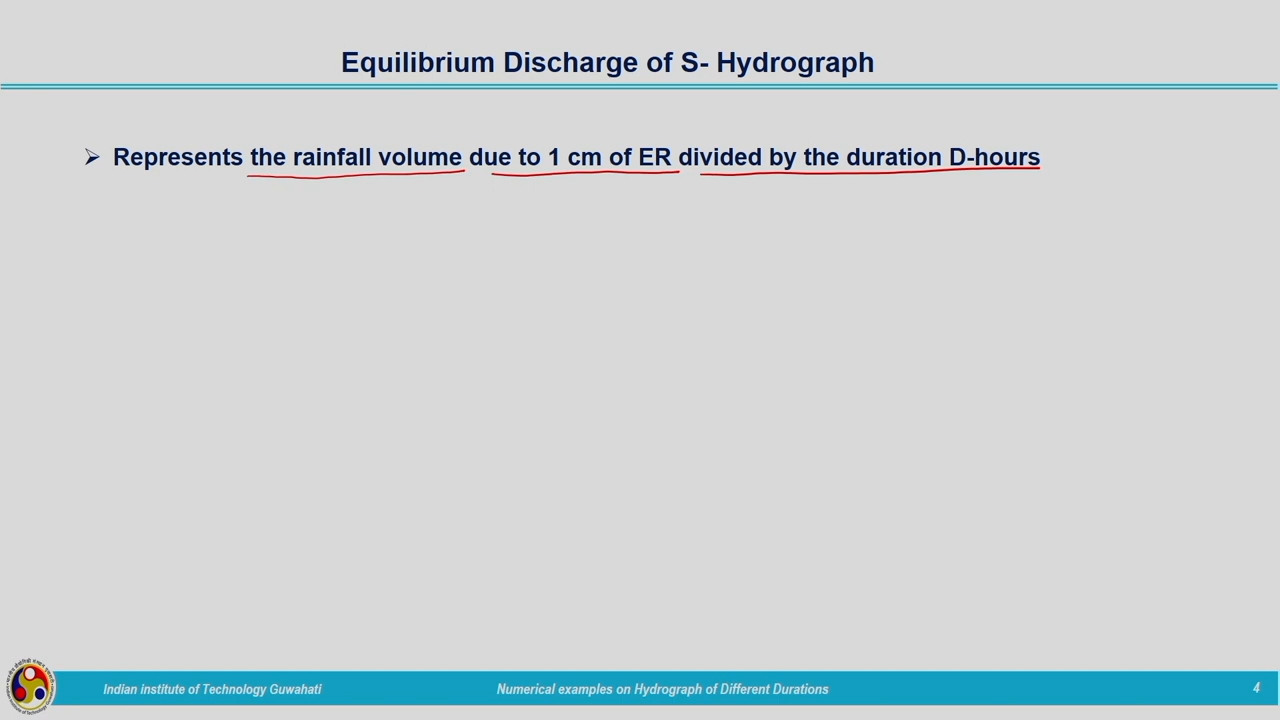 Equilibrium Discharge of S- Hydrograph
Represents the rainfall volume due to 1 cm of ER divided by the duration D-hours
Indian institute of Technology Guwahati
Numerical examples on Hydrograph of Different Durations
4